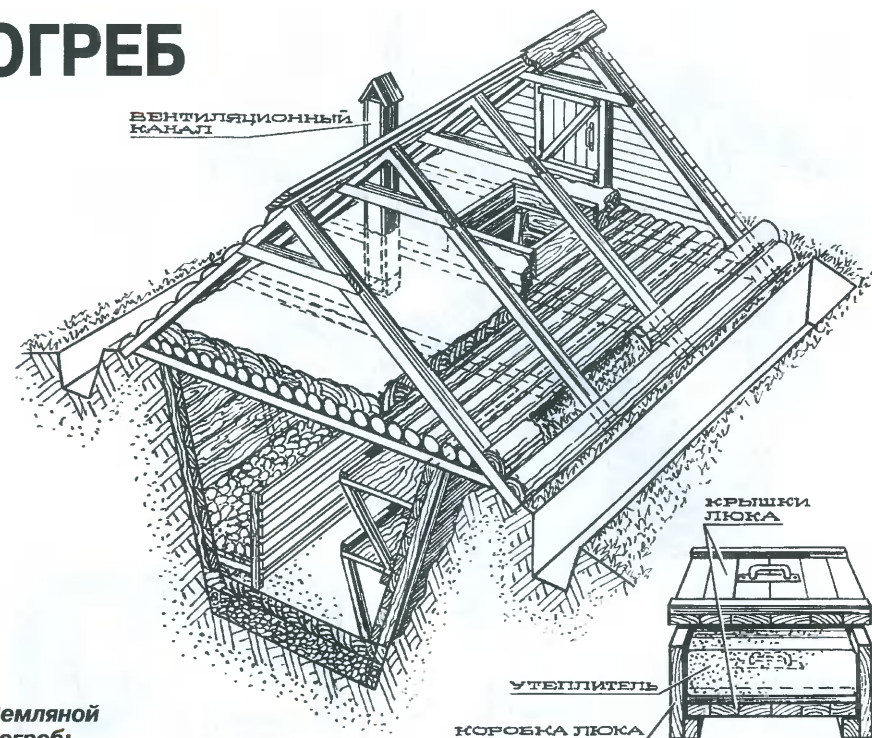 ОГРЕБ
ВЕНТИЛЯЦИОННЫЙ
КАНАЛ
КРЫШКИ
ЛЮКА
УТЕПЛИТЕЛЬ
КОРОБКА ЛЮКА
емляной
огреб: